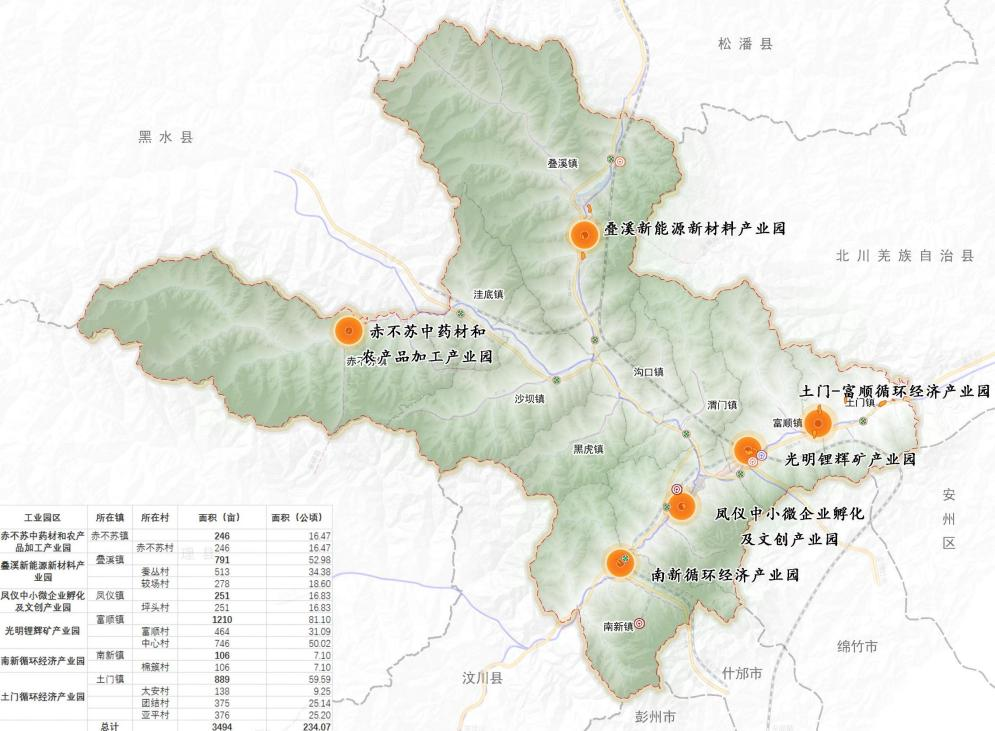 松潘县
黑水县
叠溪镇
叠溪新能源新材料产业园
北川羌族自治县
洼底镇
赤不苏中药材和
农产品加工产业园
沟口镇
土门-富顺循环经济产业园
土门镇
沙坝镇
渭门镇
富顺镇
黑虎镇
光明锂辉矿产业园
安州区
凤仪中小微企业孵化
及文创产业园
南新循环经济产业园
南新镇
绵竹市
什邡市
汶川县
彭州市
工业园区 所在镇 所在村 面积（亩） 面积（公顷）
赤不苏中药材和农产品加工产业园 赤不苏镇 246 16.47
赤不苏村 246 16.47
叠溪新能源新材料产业园 叠溪镇 791 52.98
513 34.38
较场村 278 18.60
凤仪中小微企业孵化及文创产业园 凤仪镇 251 16.83
坪头村 251 16.83
光明锂辉矿产业园 富顺镇 1210 81.10
富顺村 464 31.09
中心村 746 50.02
南新循环经济产业园 南新镇 106 7.10
棉簇村 106 7.10
土门循环经济产业园 土门镇 889 59.59
太安村 138 9.25
团结村 375 25.14
亚平村 376 25.20
总计 3494 234.07